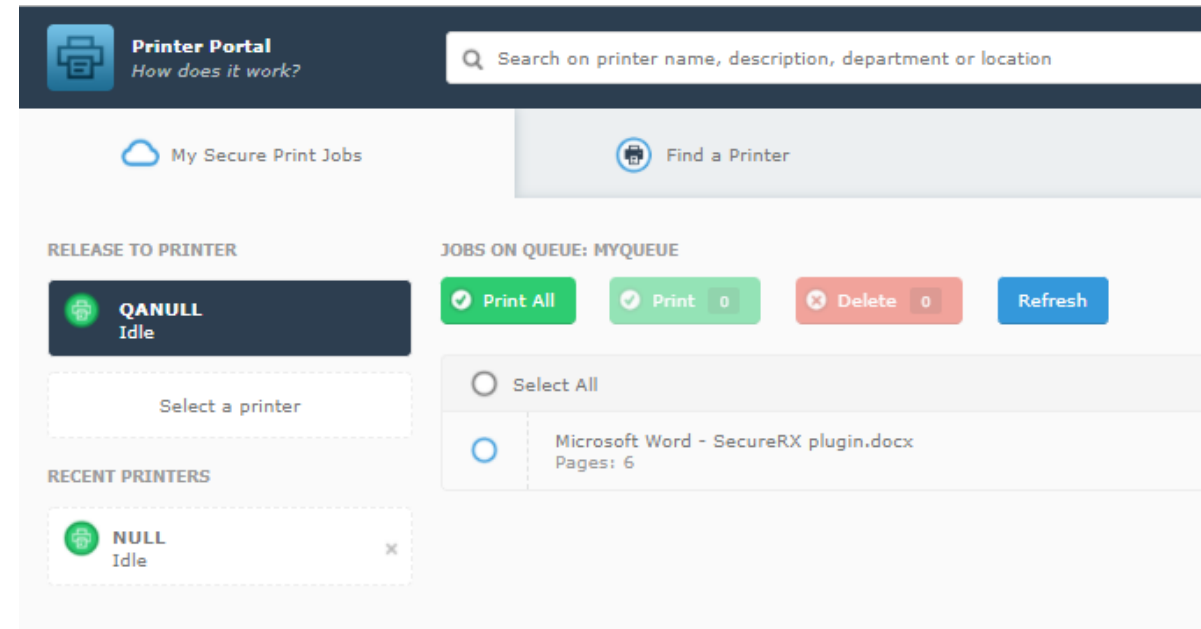 Printer Portal
How does it work?
Search on printer name, description, department or location
My Secure Print Jobs
Find a Printer
RELEASE TO PRINTER
QANULL
Idle
Select a printer
RECENT PRINTERS
NULL
Idle
JOBS ON QUEUE: MYQUEUE
Print All
Print 0
Delete 0
Refresh
Select All
Microsoft Word - SecureRX plugin.docx
Pages: 6